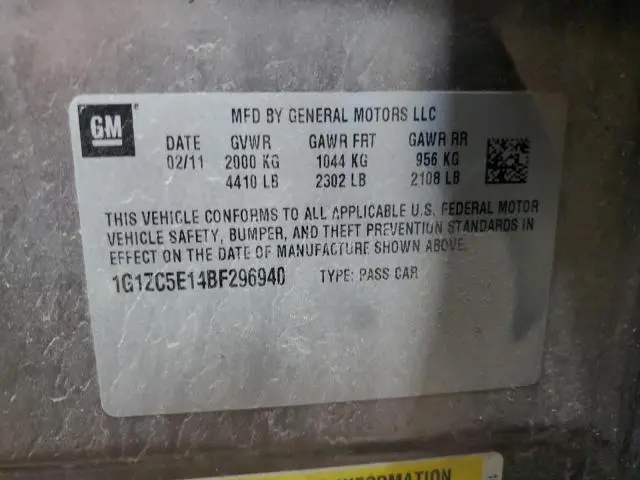 GM
MFD BY GENERAL MOTORS LLC
DATE GVWR GAWR FRT GAWR RR
02/11 2000 KG 1044 KG 956 KG
4410 LB 2302 LB 2108 LB
THIS VEHICLE CONFORMS TO ALL APPLICABLE U.S. FEDERAL MOTOR
VEHICLE SAFETY, BUMPER, AND THEFT PREVENTION STANDARDS IN
EFFECT ON THE DATE OF MANUFACTURE SHOWN ABOVE.
1G1ZC5E14BF296940 TYPE: PASS CAR
INFORMATION